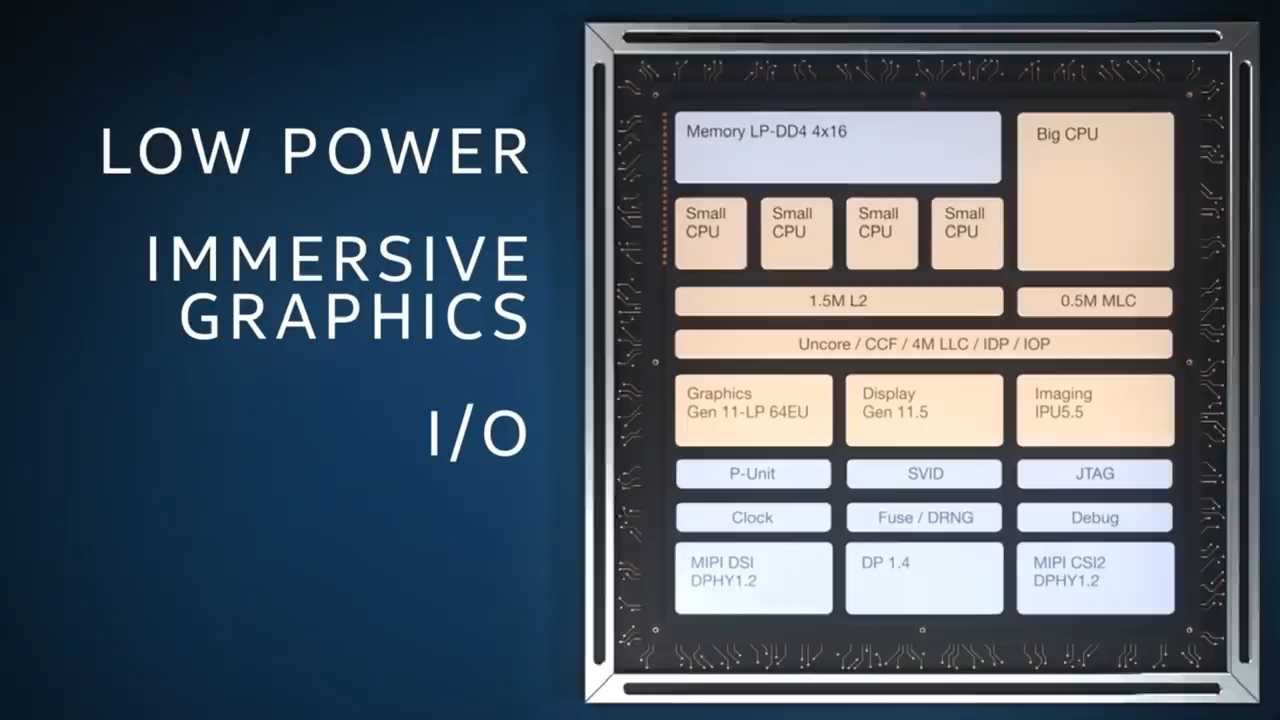 LOW POWER
IMMERSIVE
GRAPHICS
I/O
Memory LP-DD4 4x16
Big CPU
Small
CPU
Small
CPU
Small
CPU
Small
CPU
1.5M L2
0.5M MLC
Uncore / CCF / 4M LLC / IDP / IOP
Graphics
Gen 11-LP 64EU
Display
Gen 11.5
Imaging
IPU5.5
P-Unit
SVID
JTAG
Clock
Fuse / DRNG
Debug
MIPI DSI
DPHY1.2
DP 1.4
MIPI CSI2
DPHY1.2